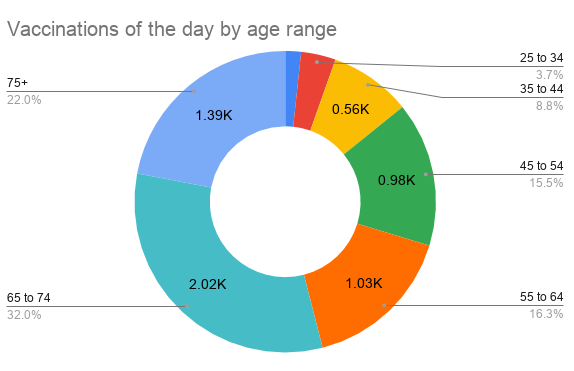 Vaccinations of the day by age range
25 to 34
3.7%
35 to 44
8.8%
45 to 54
15.5%
55 to 64
16.3%
65 to 74
32.0%
75+
22.0%
0.56K
0.98K
1.03K
2.02K
1.39K